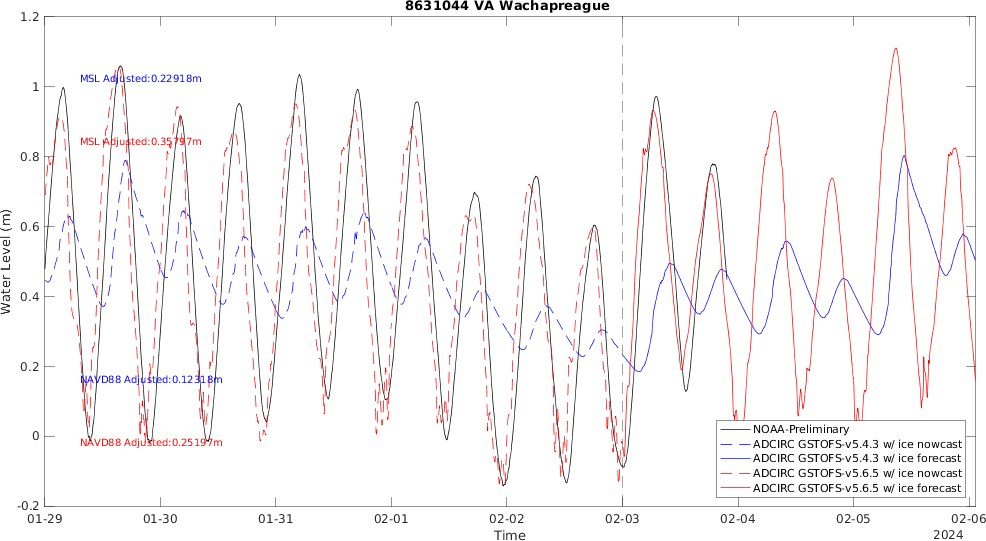 8631044 VA Wachapreague
1.2
1
0.8
0.6
0.4
0.2
0
-0.2
Water Level (m)
MSL Adjusted:0.22918m
MSL Adjusted:0.35797m
NAVD88 Adjusted:0.12318m
NAVD88 Adjusted:0.25197m
NOAA-Preliminary
ADCIRC GSTOFS-v5.4.3 w/ ice nowcast
ADCIRC GSTOFS-v5.4.3 w/ ice forecast
ADCIRC GSTOFS-v5.6.5 w/ ice nowcast
ADCIRC GSTOFS-v5.6.5 w/ ice forecast
01-29 01-30 01-31 02-01 02-02 02-03 02-04 02-05 02-06
Time
2024